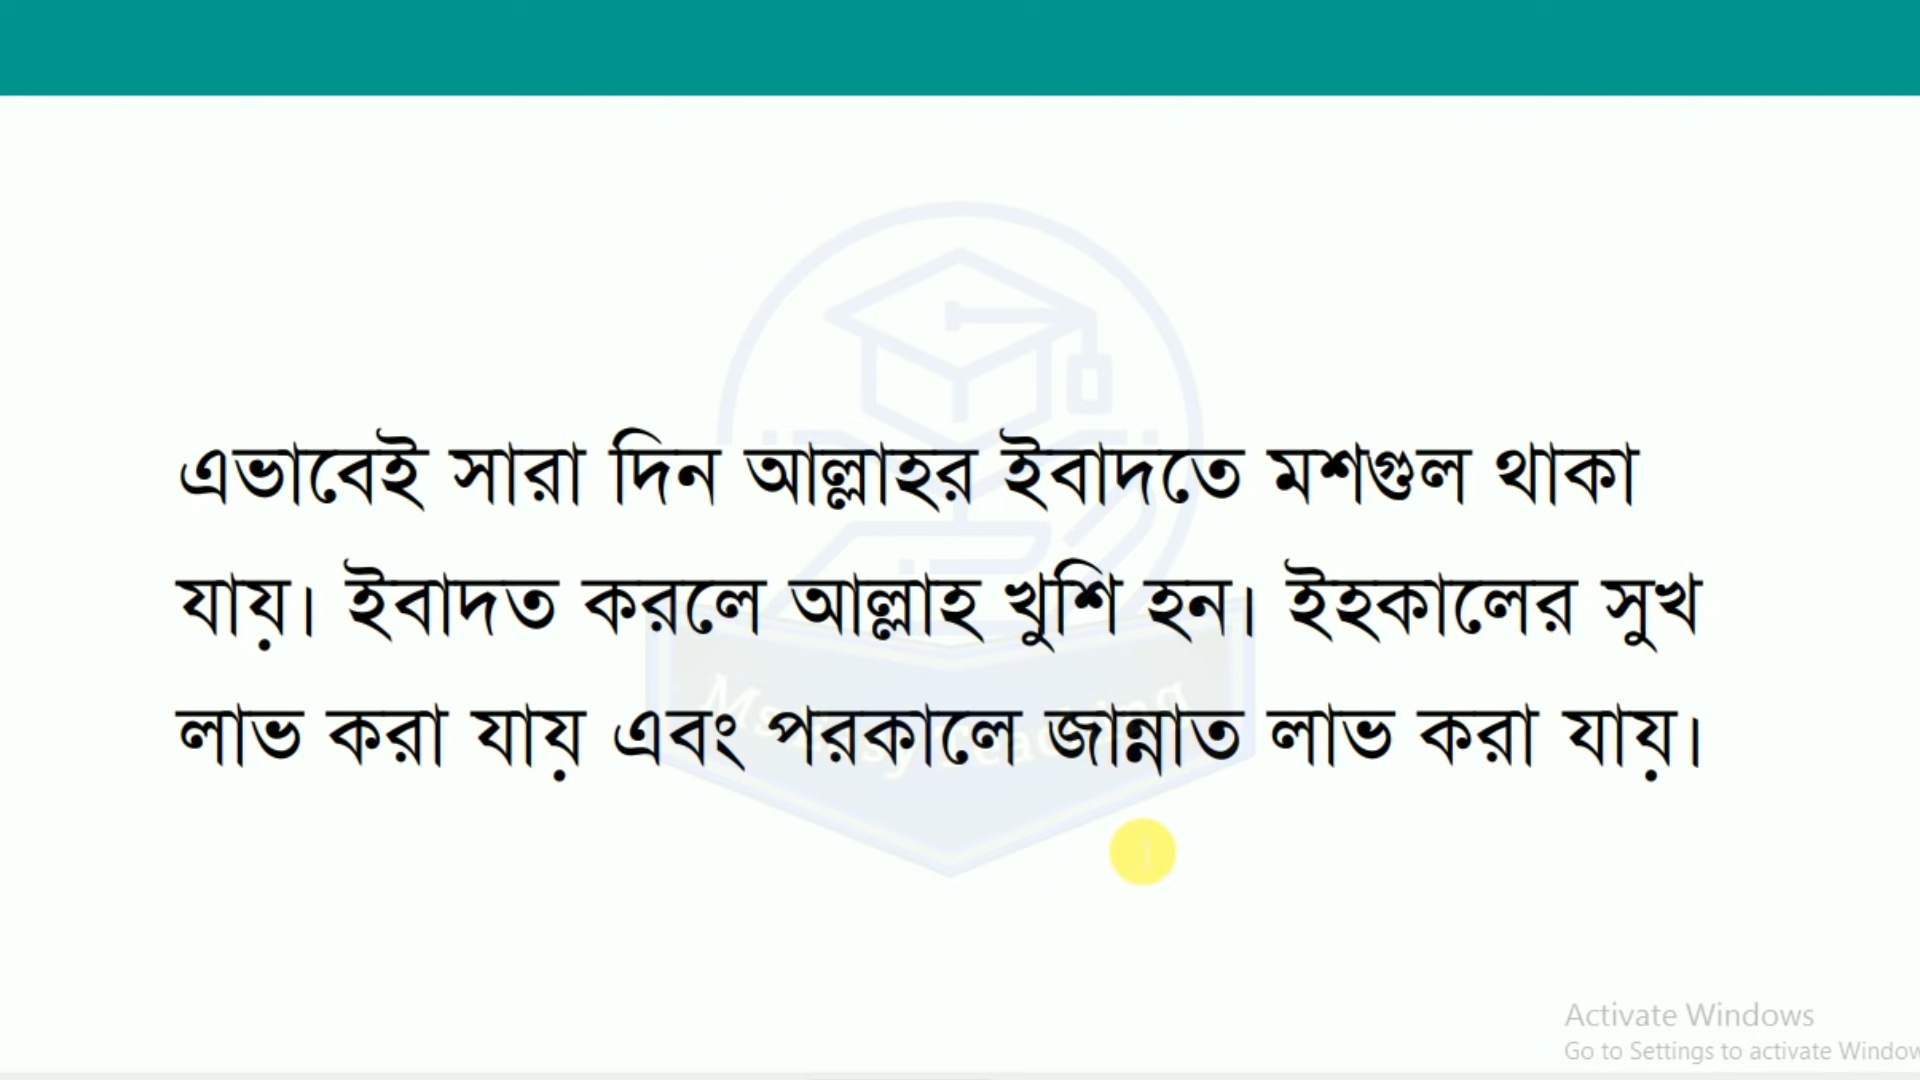 এভাবেই সারা দিন আল্লাহর ইবাদতে মশগুল থাকা
যায়। ইবাদত করলে আল্লাহ খুশি হন। ইহকালের সুখ
লাভ করা যায় এবং পরকালে জান্নাত লাভ করা যায়।
Activate Windows
Go to Settings to activate Window